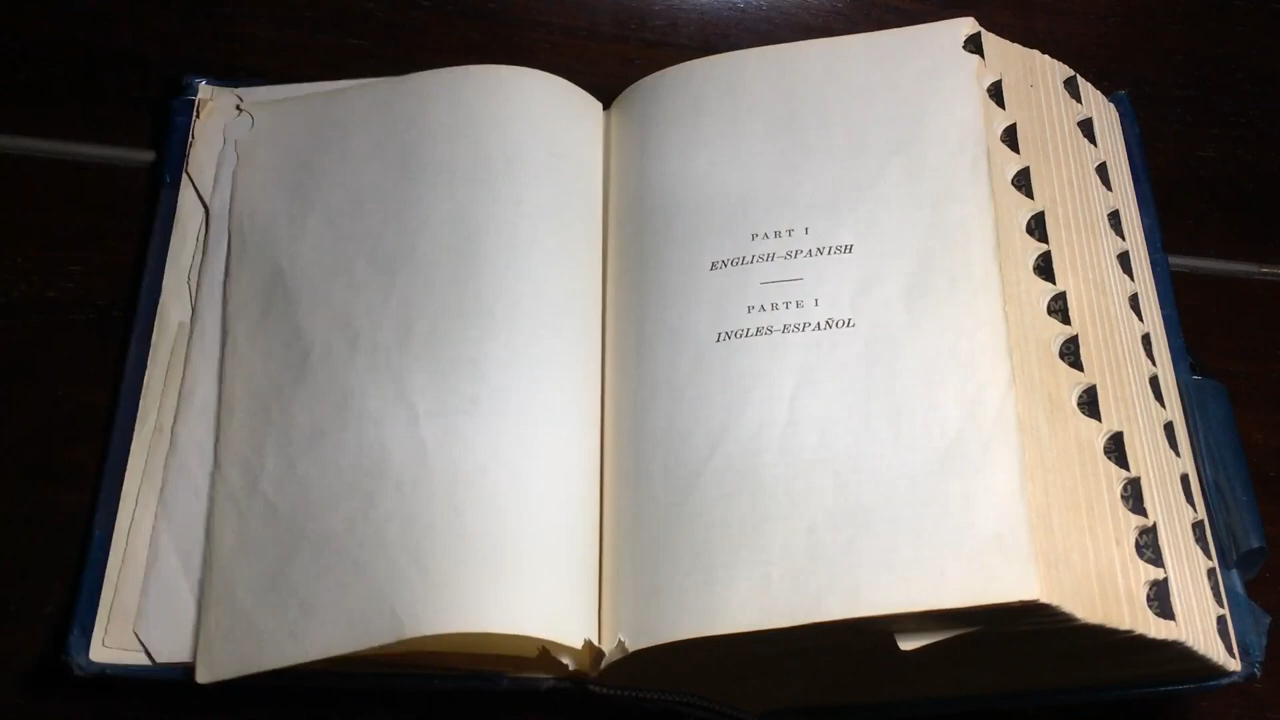 PART I
ENGLISH–SPANISH
PARTE I
INGLES–ESPAÑOL
M
N
O
P
S
T
U
V
W
X
Y
Z